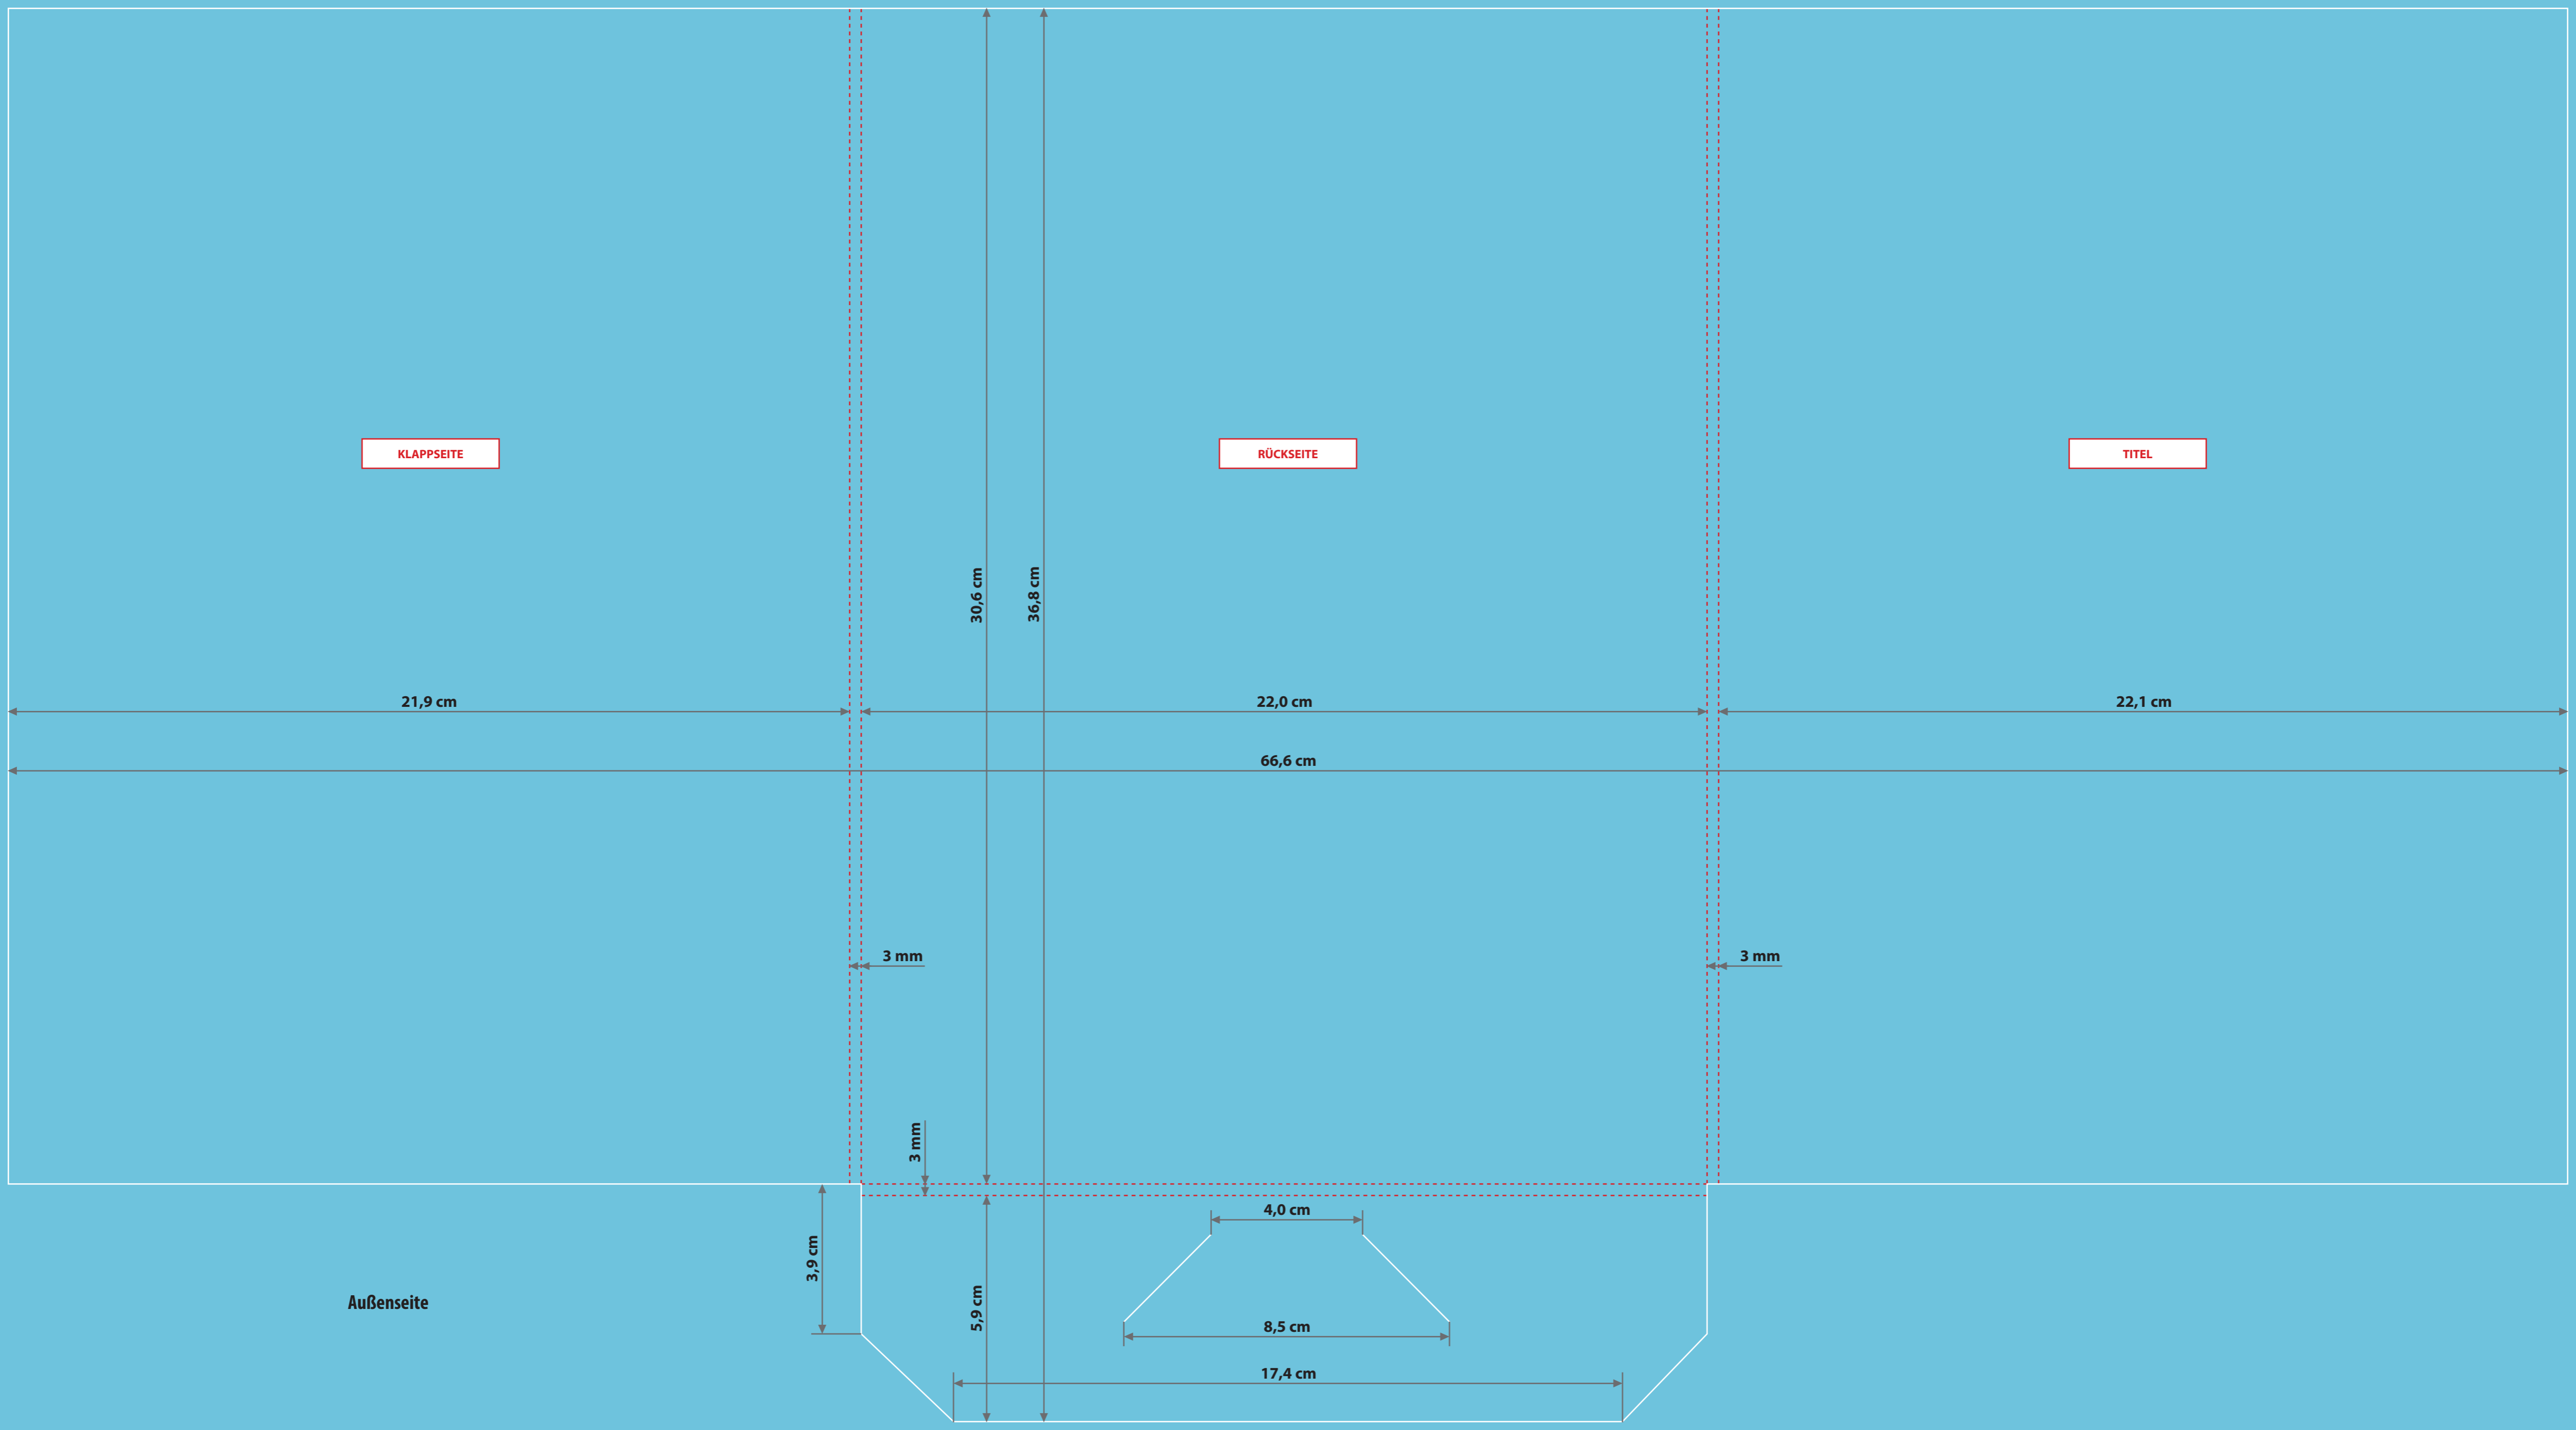 KLAPPSEITE
RÜCKSEITE
TITEL
30,6 cm
36,8 cm
21,9 cm
22,0 cm
22,1 cm
66,6 cm
3 mm
3 mm
3 mm
4,0 cm
3,9 cm
5,9 cm
Außenseite
8,5 cm
17,4 cm